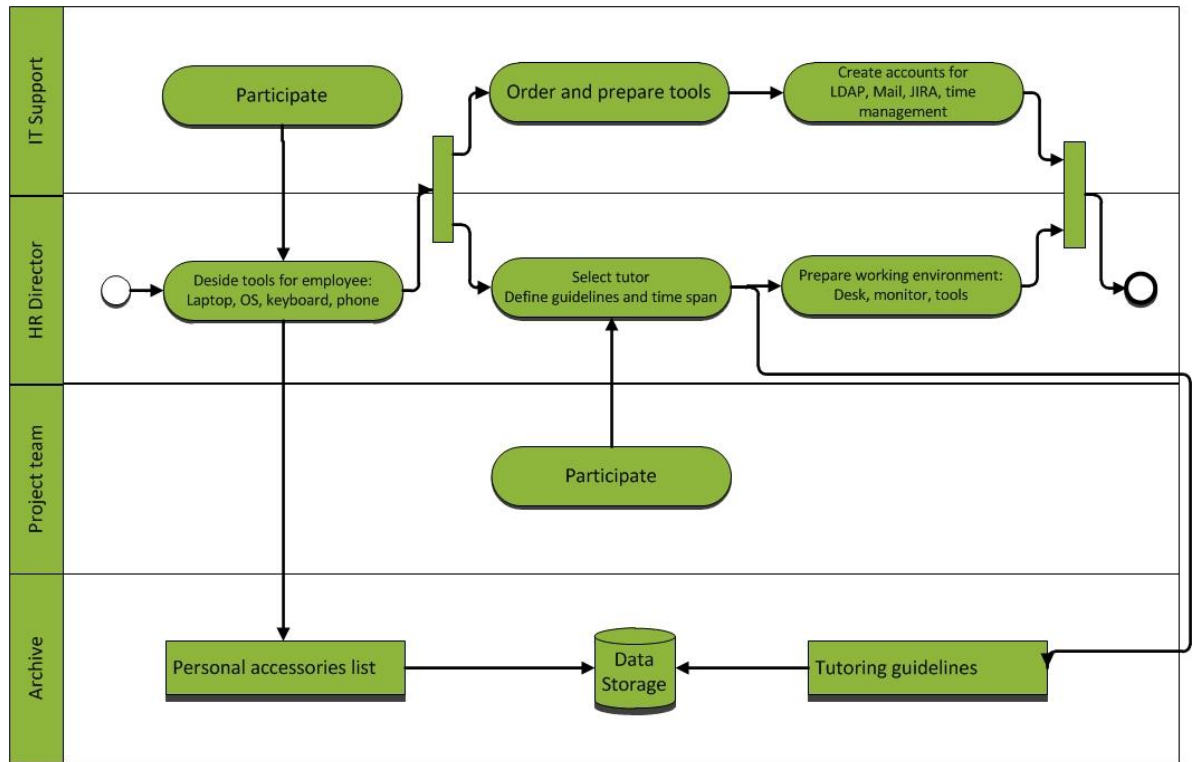 IT Support
Participate
Order and prepare tools
Create accounts for
LDAP, Mail, JIRA, time
management
HR Director
Deside tools for employee:
Laptop, OS, keyboard, phone
Select tutor
Define guidelines and time span
Prepare working environment:
Desk, monitor, tools
Project team
Participate
Archive
Personal accessories list
Data
Storage
Tutoring guidelines